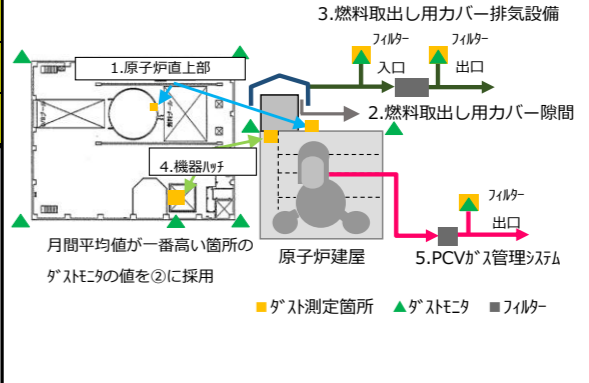 3.燃料取出し用カバー排気設備
ﾌｨﾙﾀｰ
ﾌｨﾙﾀｰ
入口
出口
1.原子炉直上部
2.燃料取出し用カバー隙間
4.機器ﾊｯﾁ
ﾌｨﾙﾀｰ
出口
月間平均値が一番高い箇所の
ﾀﾞｽﾄﾓﾆﾀの値を②に採用
原子炉建屋
5.PCVｶﾞｽ管理ｼｽﾃﾑ
ﾀﾞｽﾄ測定箇所
ﾀﾞｽﾄﾓﾆﾀ
ﾌｨﾙﾀｰ